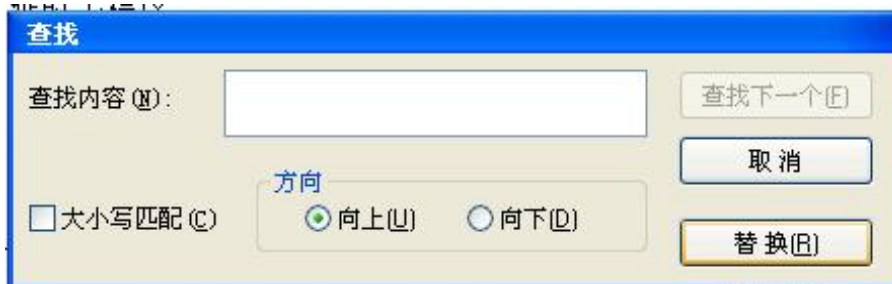 查找
查找内容(N):
查找下一个(F)
取消
方向
大小写匹配(C)
向上(U)
向下(D)
替换(R)